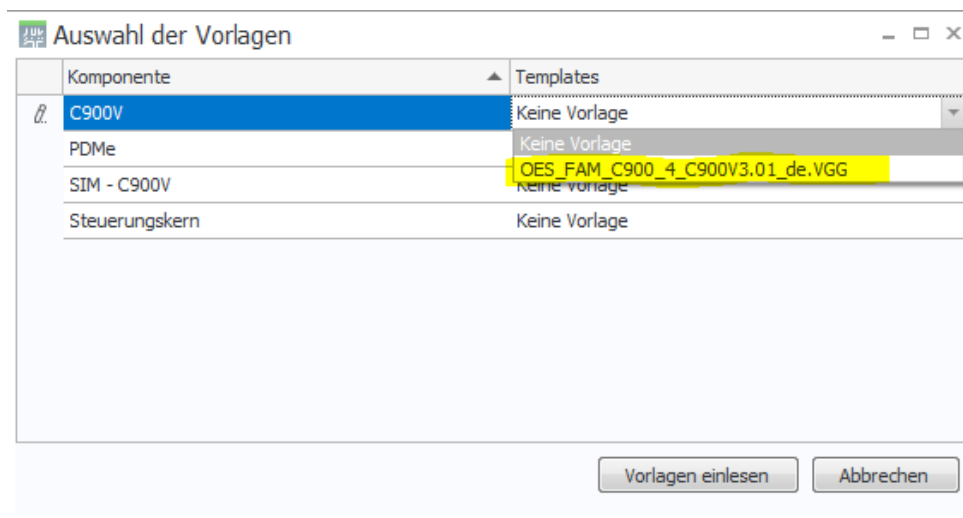 Auswahl der Vorlagen
Komponente Templates
C900V Keine Vorlage
PDMe Keine Vorlage
OES_FAM_C900_4_C900V3.01_de.VGG
SIM - C900V Keine Vorlage
Steuerungskern Keine Vorlage
Vorlagen einlesen Abbrechen